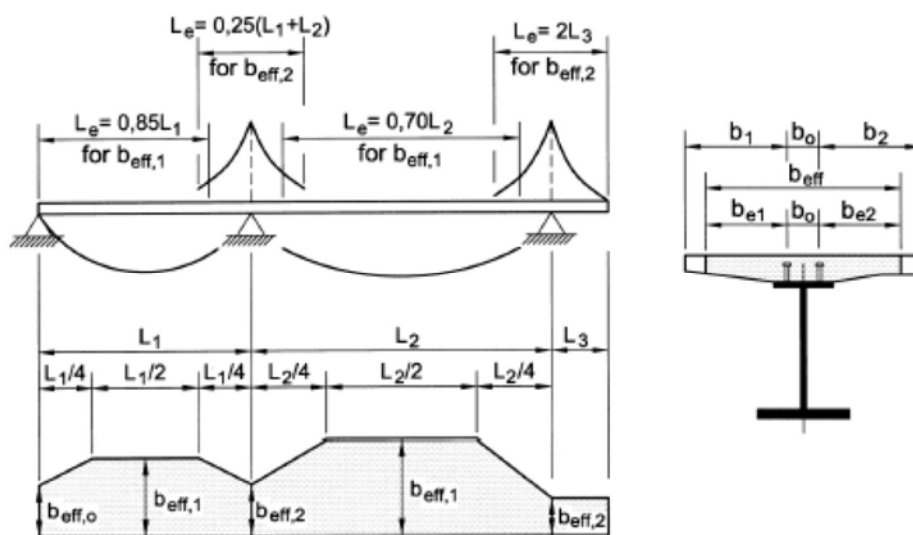 Lₑ= 0,25(L₁+L₂)
for b_eff,2
Lₑ= 2L₃
for b_eff,2
Lₑ= 0,85L₁
for b_eff,1
Lₑ= 0,70L₂
for b_eff,1
b₁ b₀ b₂
b_eff
b_e1 b₀ b_e2
L₁ L₂ L₃
L₁/4 L₁/2 L₁/4 L₂/4 L₂/2 L₂/4
b_eff,o b_eff,1 b_eff,2 b_eff,1 b_eff,2